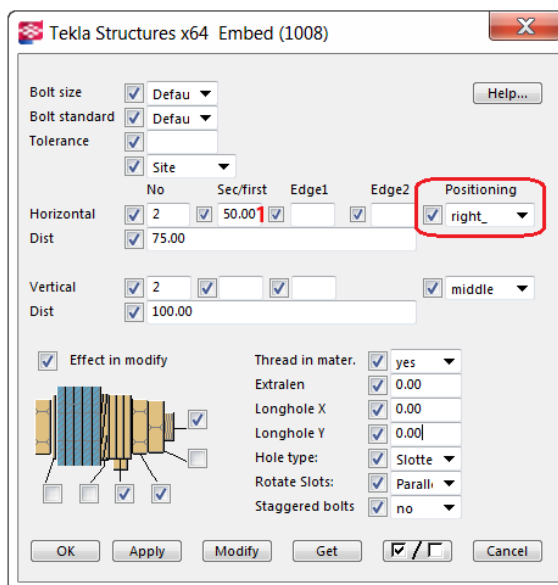 Tekla Structures x64 Embed (1008)
Bolt size Defau Help...
Bolt standard Defau
Tolerance
Site
No Sec/first Edge1 Edge2 Positioning
Horizontal 2 50.00 1 right_
Dist 75.00
Vertical 2 middle
Dist 100.00
Effect in modify Thread in mater. yes
Extralen 0.00
Longhole X 0.00
Longhole Y 0.00
Hole type: Slotte
Rotate Slots: Parall
Staggered bolts no
OK Apply Modify Get / Cancel